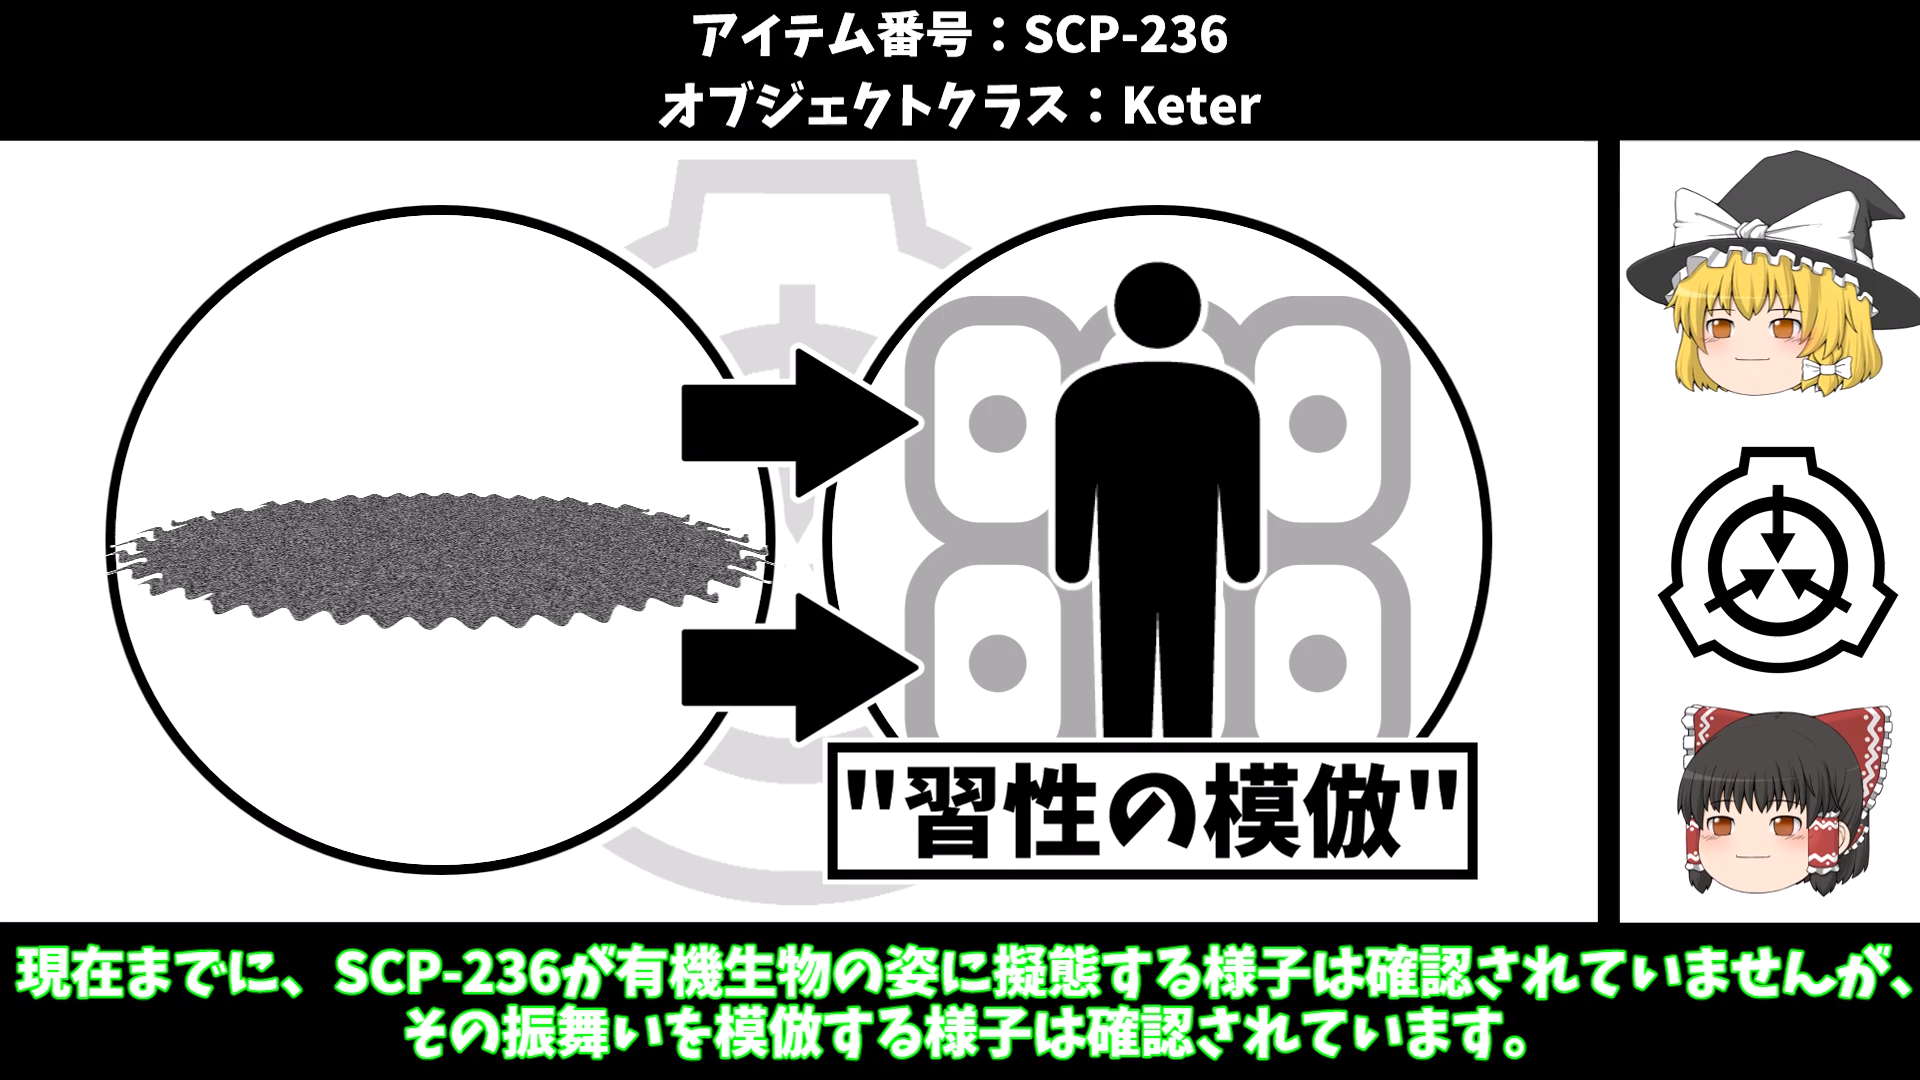 アイテム番号：SCP-236
オブジェクトクラス：Keter
"習性の模倣"
現在までに、SCP-236が有機生物の姿に擬態する様子は確認されていませんが、
その振舞いを模倣する様子は確認されています。